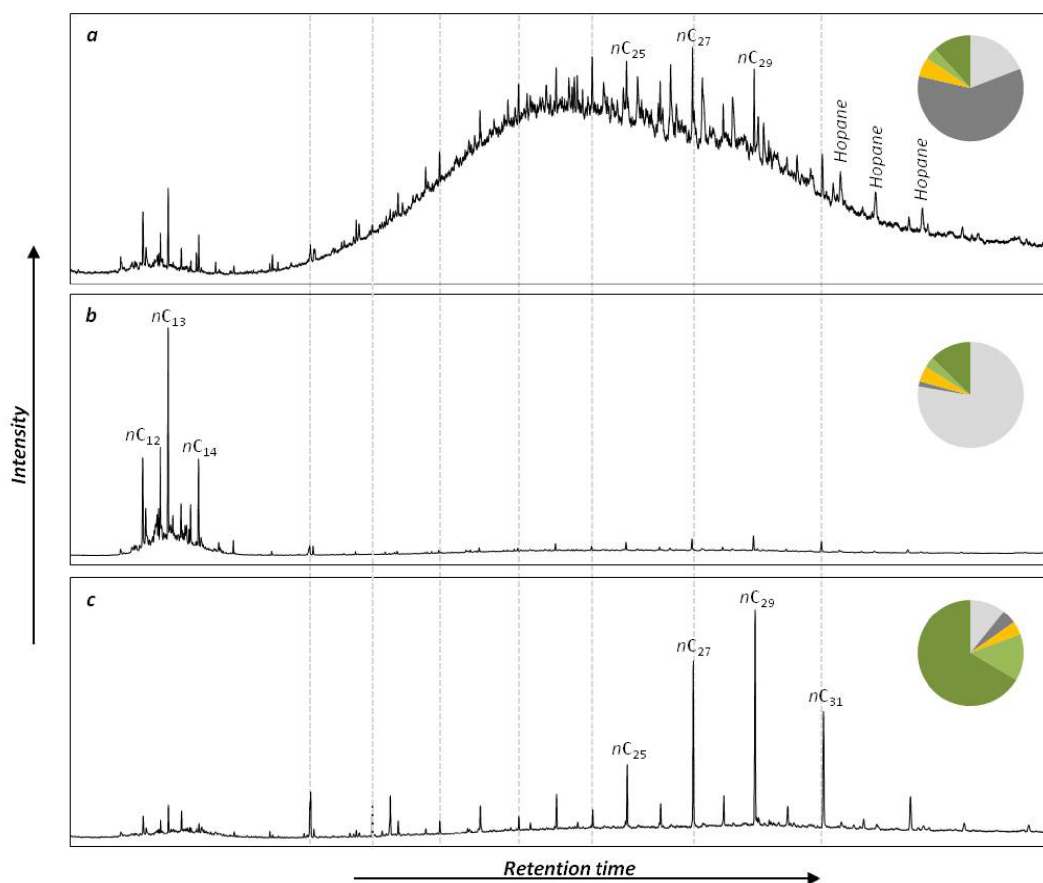 a
nC25
nC27
nC29
Hopane
Hopane
Hopane
b
nC13
nC12
nC14
c
nC29
nC27
nC31
nC25
Intensity
Retention time